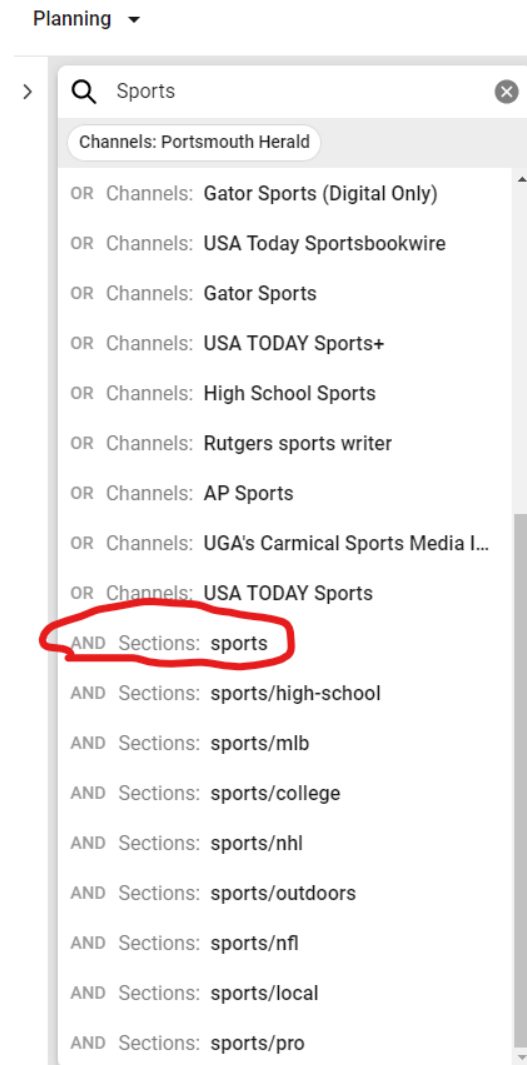 Planning
Sports
Channels: Portsmouth Herald
OR Channels: Gator Sports (Digital Only)
OR Channels: USA Today Sportsbookwire
OR Channels: Gator Sports
OR Channels: USA TODAY Sports+
OR Channels: High School Sports
OR Channels: Rutgers sports writer
OR Channels: AP Sports
OR Channels: UGA's Carmical Sports Media I...
OR Channels: USA TODAY Sports
AND Sections: sports
AND Sections: sports/high-school
AND Sections: sports/mlb
AND Sections: sports/college
AND Sections: sports/nhl
AND Sections: sports/outdoors
AND Sections: sports/nfl
AND Sections: sports/local
AND Sections: sports/pro